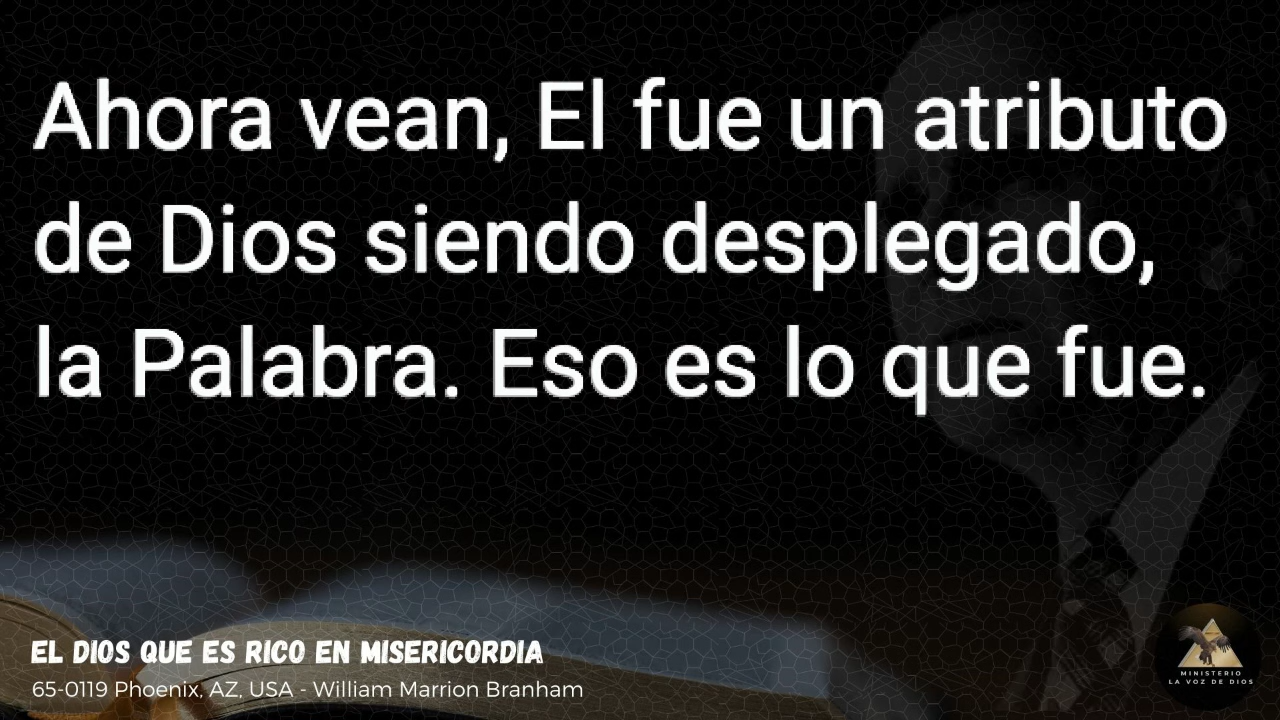 Ahora vean, El fue un atributo
de Dios siendo desplegado,
la Palabra. Eso es lo que fue.
EL DIOS QUE ES RICO EN MISERICORDIA
65-0119 Phoenix, AZ, USA - William Marrion Branham
MINISTERIO
LA VOZ DE DIOS